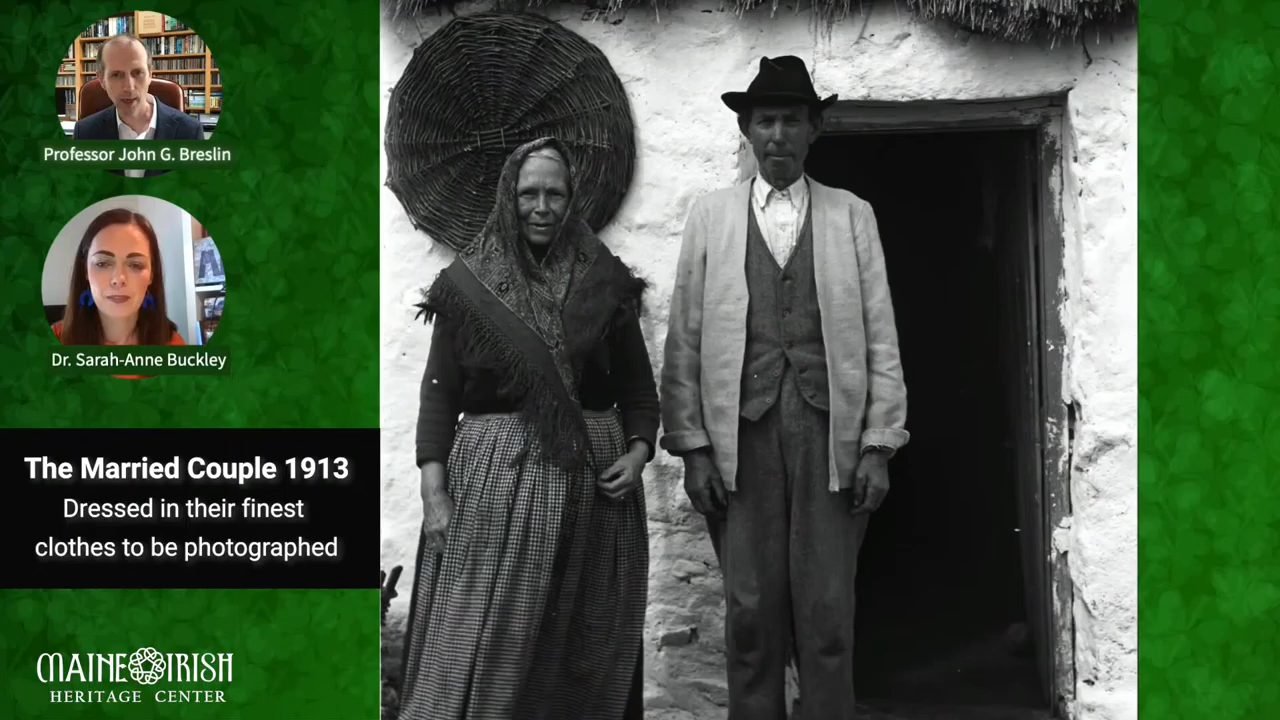 Professor John G. Breslin
Dr. Sarah-Anne Buckley
The Married Couple 1913
Dressed in their finest
clothes to be photographed
MAINE IRISH
HERITAGE CENTER